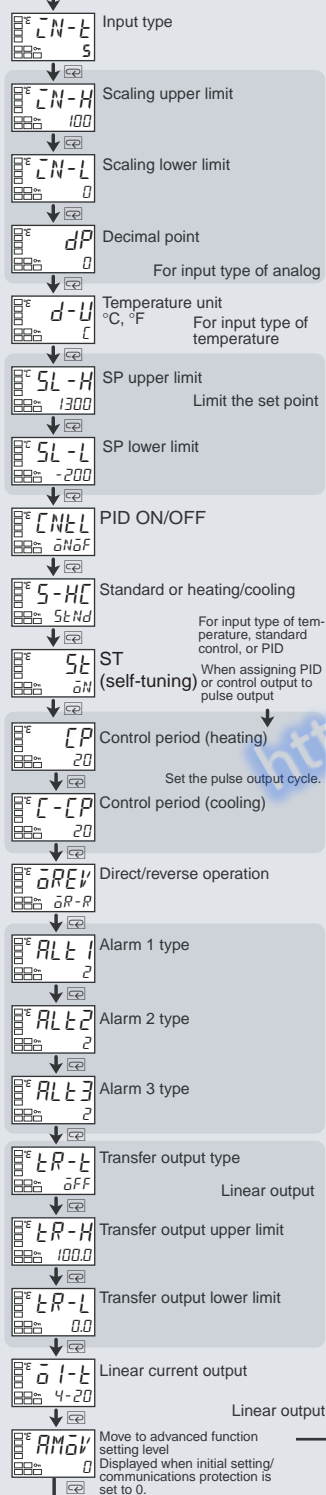 IN-t
5
Input type
IN-H
100
Scaling upper limit
IN-L
0
Scaling lower limit
dP
0
Decimal point
For input type of analog
d-U
C
Temperature unit
°C, °F
For input type of
temperature
SL-H
1300
SP upper limit
Limit the set point
SL-L
-200
SP lower limit
CNtL
oNoF
PID ON/OFF
S-HC
StNd
Standard or heating/cooling
For input type of tem-
perature, standard
control, or PID
St
oN
ST
(self-tuning)
When assigning PID
or control output to
pulse output
CP
20
Control period (heating)
Set the pulse output cycle.
C-CP
20
Control period (cooling)
oREV
oR-R
Direct/reverse operation
ALt1
2
Alarm 1 type
ALt2
2
Alarm 2 type
ALt3
2
Alarm 3 type
tR-t
oFF
Transfer output type
Linear output
tR-H
100.0
Transfer output upper limit
tR-L
0.0
Transfer output lower limit
o1-t
4-20
Linear current output
Linear output
AMoV
0
Move to advanced function
setting level
Displayed when initial setting/
communications protection is
set to 0.
htt